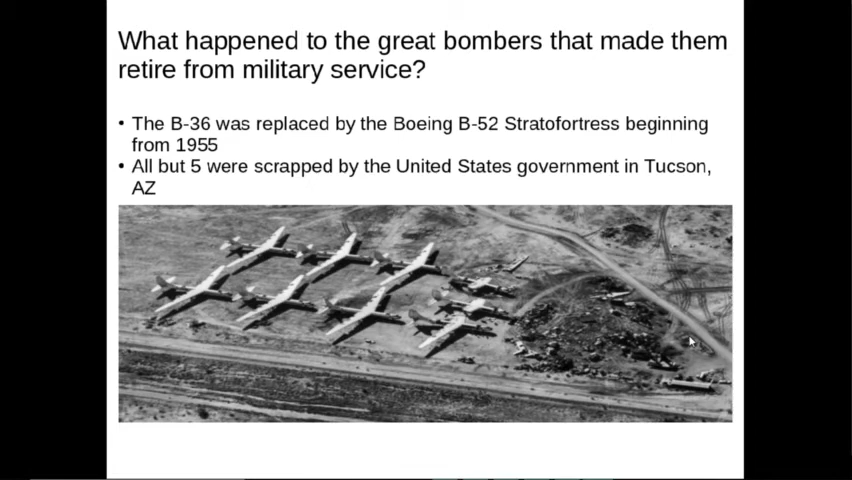 What happened to the great bombers that made them
retire from military service?
• The B-36 was replaced by the Boeing B-52 Stratofortress beginning
from 1955
• All but 5 were scrapped by the United States government in Tucson,
AZ